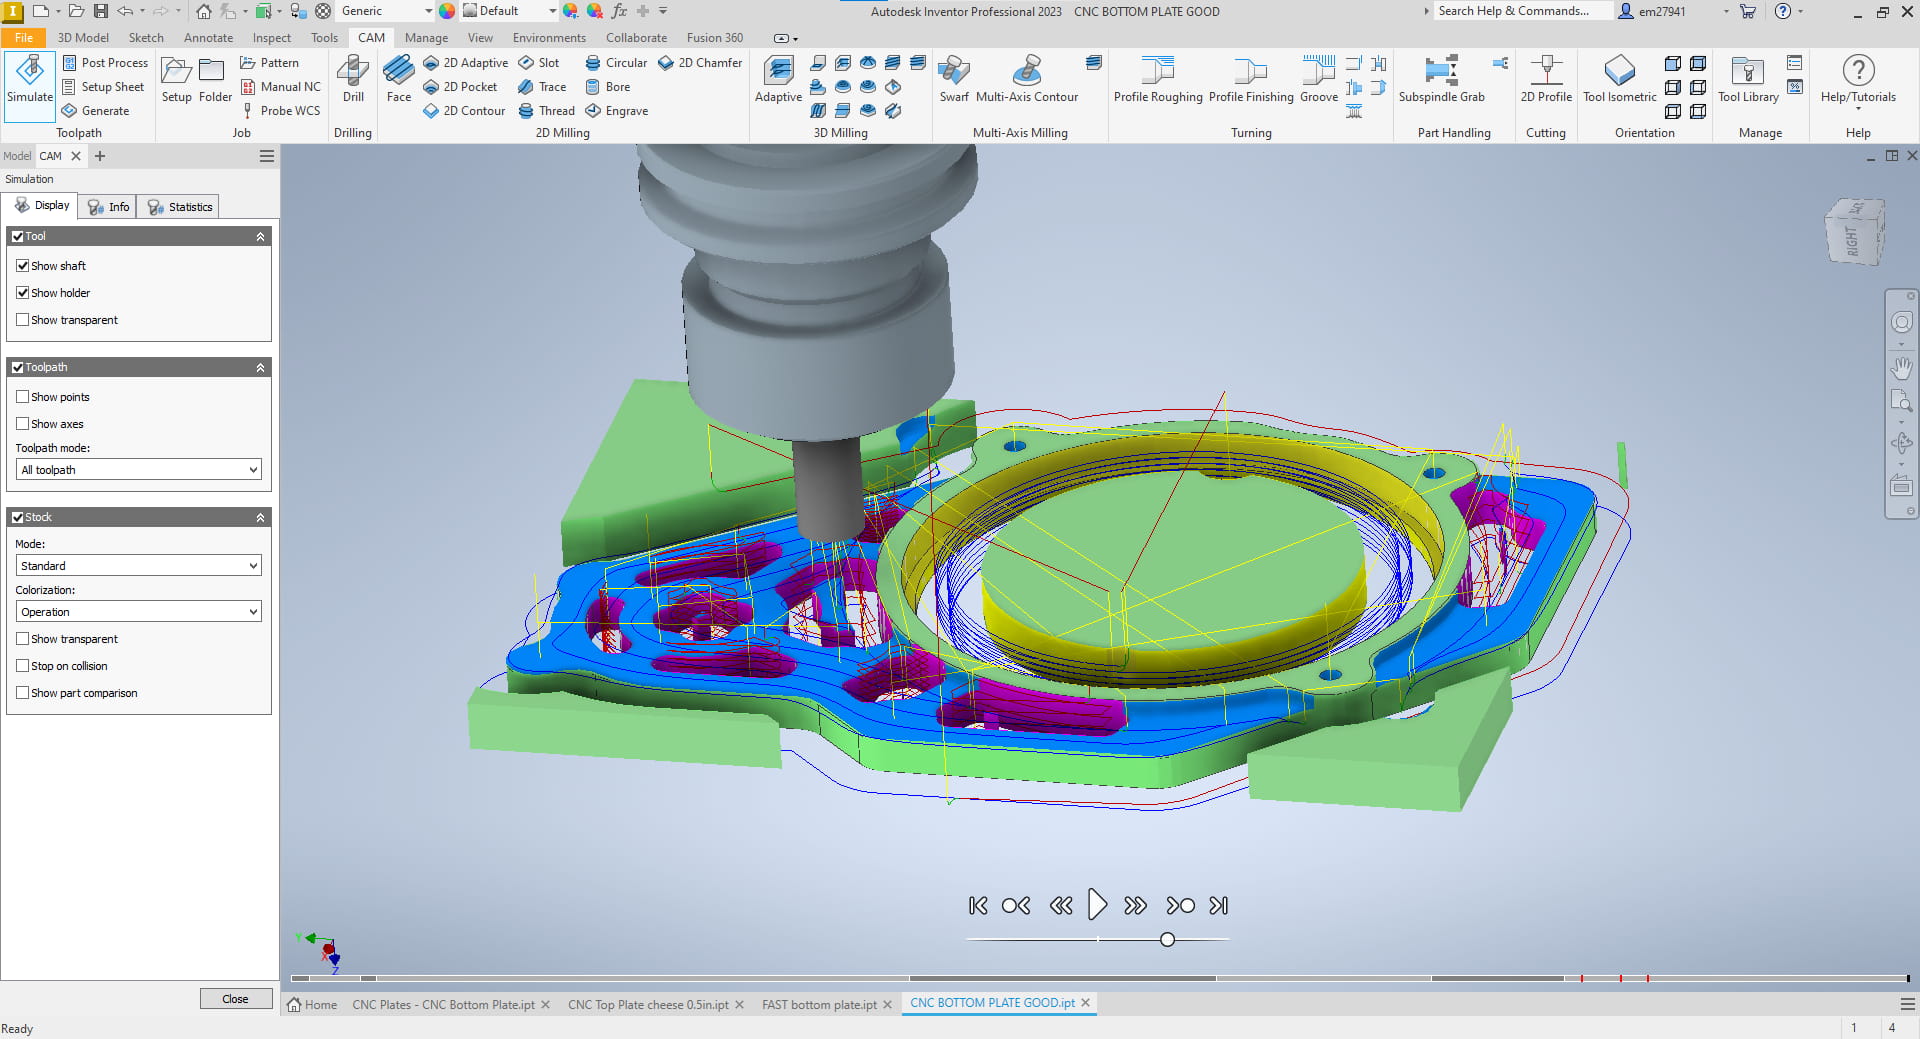 Generic
Default
Autodesk Inventor Professional 2023 CNC BOTTOM PLATE GOOD
Search Help & Commands...
em27941
File 3D Model Sketch Annotate Inspect Tools CAM Manage View Environments Collaborate Fusion 360
Simulate
Post Process
Setup Sheet
Generate
Toolpath
Setup
Folder
Pattern
Manual NC
Probe WCS
Job
Drill
Drilling
Face
2D Adaptive
2D Pocket
2D Contour
Slot
Trace
Thread
Circular
Bore
Engrave
2D Chamfer
2D Milling
Adaptive
3D Milling
Swarf
Multi-Axis Contour
Multi-Axis Milling
Profile Roughing
Profile Finishing
Groove
Turning
Subspindle Grab
Part Handling
2D Profile
Cutting
Tool Isometric
Orientation
Tool Library
Manage
Help/Tutorials
Help
Model CAM
Simulation
Display Info Statistics
Tool
Show shaft
Show holder
Show transparent
Toolpath
Show points
Show axes
Toolpath mode:
All toolpath
Stock
Mode:
Standard
Colorization:
Operation
Show transparent
Stop on collision
Show part comparison
Close
RIGHT
Y
X
Z
Home
CNC Plates - CNC Bottom Plate.ipt
CNC Top Plate cheese 0.5in.ipt
FAST bottom plate.ipt
CNC BOTTOM PLATE GOOD.ipt
Ready
1 4